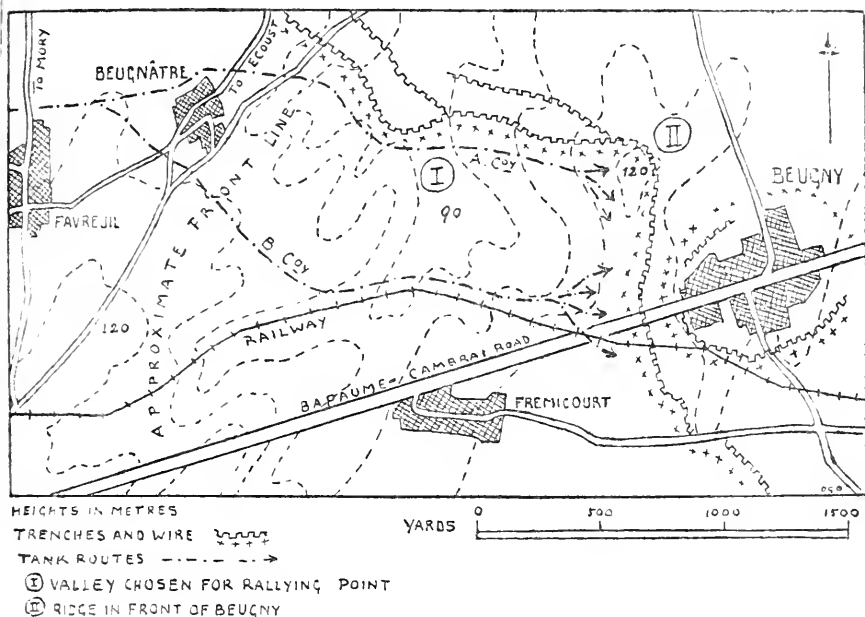 TO MORY
BEUGNÂTRE
TO ECOUST
APPROXIMATE FRONT LINE
FAVREUIL
I
A COY
II
120
BEUGNY
90
B COY
120
RAILWAY
BAPAUME-CAMBRAI ROAD
FREMICOURT
HEIGHTS IN METRES
TRENCHES AND WIRE
TANK ROUTES
I VALLEY CHOSEN FOR RALLYING POINT
II RIDGE IN FRONT OF BEUGNY
YARDS 0 500 1000 1500